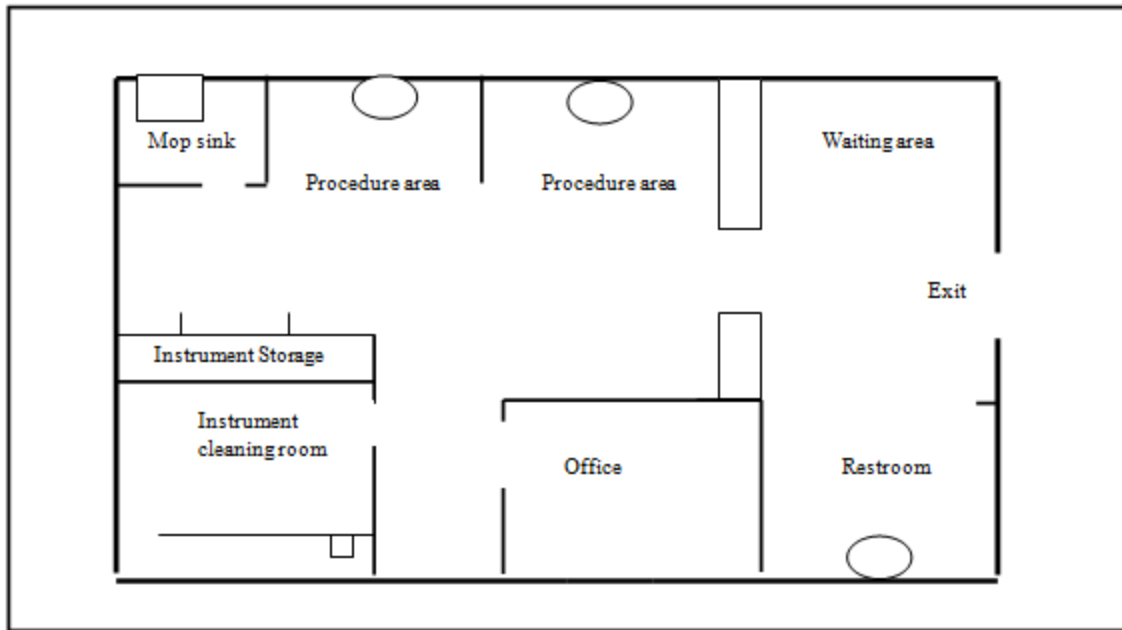 Mop sink
Waiting area
Procedure area
Procedure area
Exit
Instrument Storage
Instrument
cleaning room
Office
Restroom